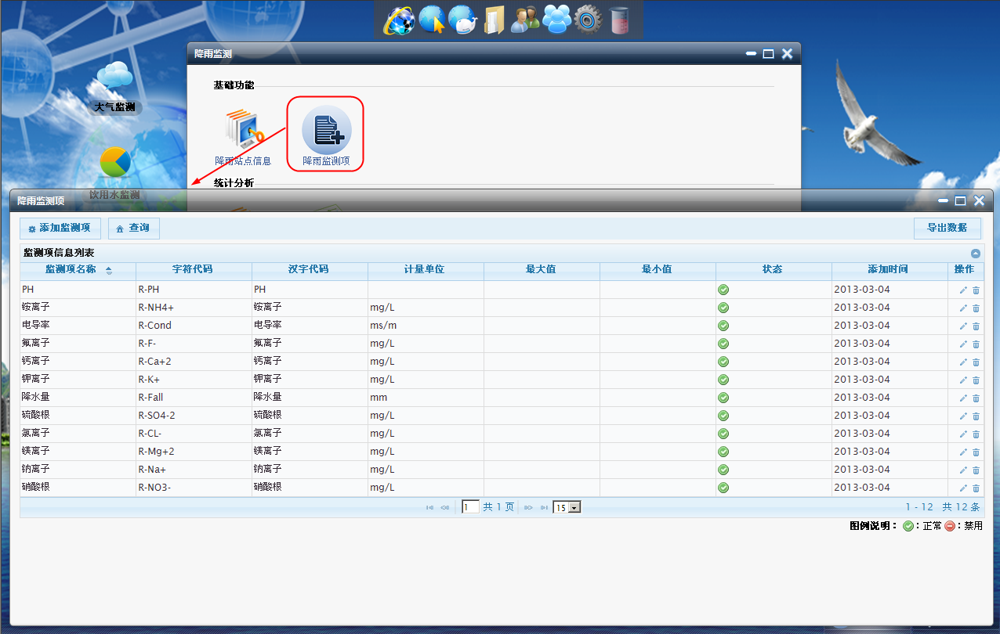 降雨监测
基础功能
大气监测
降雨站点信息 降雨监测项
统计分析
饮用水监测
降雨监测项
添加监测项 查询 导出数据
监测项信息列表
监测项名称 字符代码 汉字代码 计量单位 最大值 最小值 状态 添加时间 操作
PH R-PH PH 2013-03-04
铵离子 R-NH4+ 铵离子 mg/L 2013-03-04
电导率 R-Cond 电导率 ms/m 2013-03-04
氟离子 R-F- 氟离子 mg/L 2013-03-04
钙离子 R-Ca+2 钙离子 mg/L 2013-03-04
钾离子 R-K+ 钾离子 mg/L 2013-03-04
降水量 R-Fall 降水量 mm 2013-03-04
硫酸根 R-SO4-2 硫酸根 mg/L 2013-03-04
氯离子 R-CL- 氯离子 mg/L 2013-03-04
镁离子 R-Mg+2 镁离子 mg/L 2013-03-04
钠离子 R-Na+ 钠离子 mg/L 2013-03-04
硝酸根 R-NO3- 硝酸根 mg/L 2013-03-04
1 共 1 页 15 1 - 12 共 12 条
图例说明：：正常：禁用